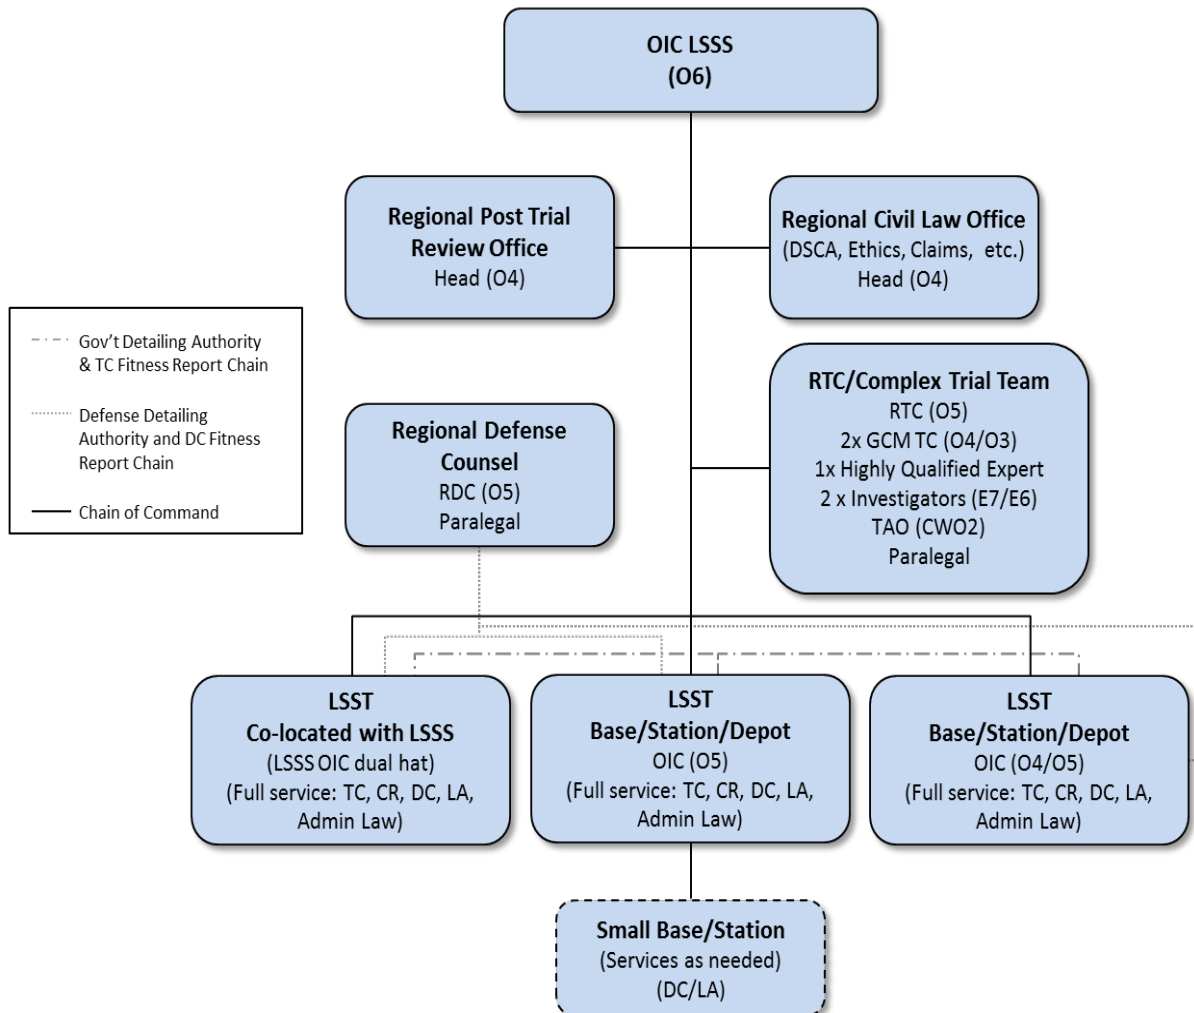 OIC LSSS
(O6)
Regional Post Trial
Review Office
Head (O4)
Regional Civil Law Office
(DSCA, Ethics, Claims, etc.)
Head (O4)
Gov't Detailing Authority
& TC Fitness Report Chain
Defense Detailing
Authority and DC Fitness
Report Chain
Chain of Command
Regional Defense
Counsel
RDC (O5)
Paralegal
RTC/Complex Trial Team
RTC (O5)
2x GCM TC (O4/O3)
1x Highly Qualified Expert
2 x Investigators (E7/E6)
TAO (CWO2)
Paralegal
LSST
Co-located with LSSS
(LSSS OIC dual hat)
(Full service: TC, CR, DC, LA,
Admin Law)
LSST
Base/Station/Depot
OIC (O5)
(Full service: TC, CR, DC, LA,
Admin Law)
LSST
Base/Station/Depot
OIC (O4/O5)
(Full service: TC, CR, DC, LA,
Admin Law)
Small Base/Station
(Services as needed)
(DC/LA)